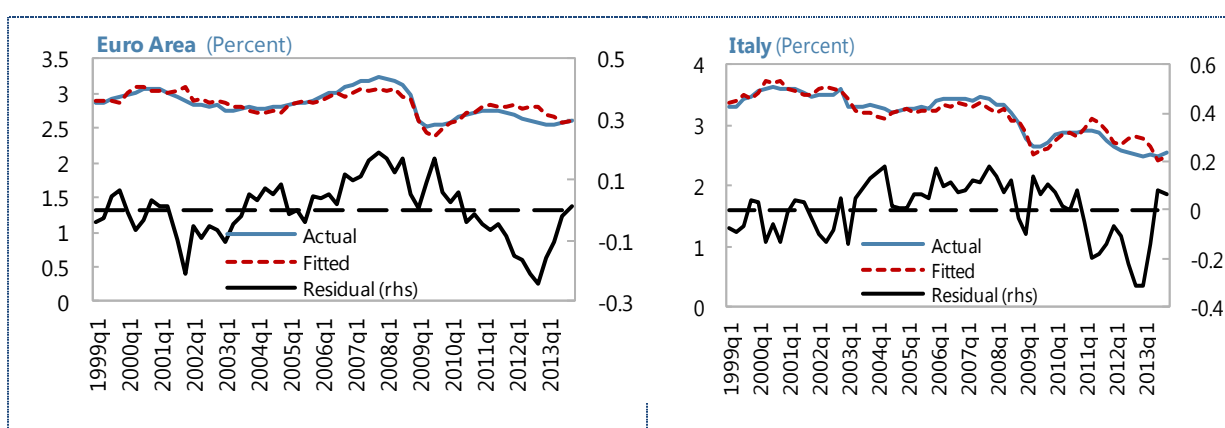 Euro Area (Percent)
3.5
3
2.5
2
1.5
1
0.5
0
0.5
0.3
0.1
-0.1
-0.3
Actual
Fitted
Residual (rhs)
1999q1
2000q1
2001q1
2002q1
2003q1
2004q1
2005q1
2006q1
2007q1
2008q1
2009q1
2010q1
2011q1
2012q1
2013q1
Italy (Percent)
4
3
2
1
0
0.6
0.4
0.2
0
-0.2
-0.4
Actual
Fitted
Residual (rhs)
1999q1
2000q1
2001q1
2002q1
2003q1
2004q1
2005q1
2006q1
2007q1
2008q1
2009q1
2010q1
2011q1
2012q1
2013q1